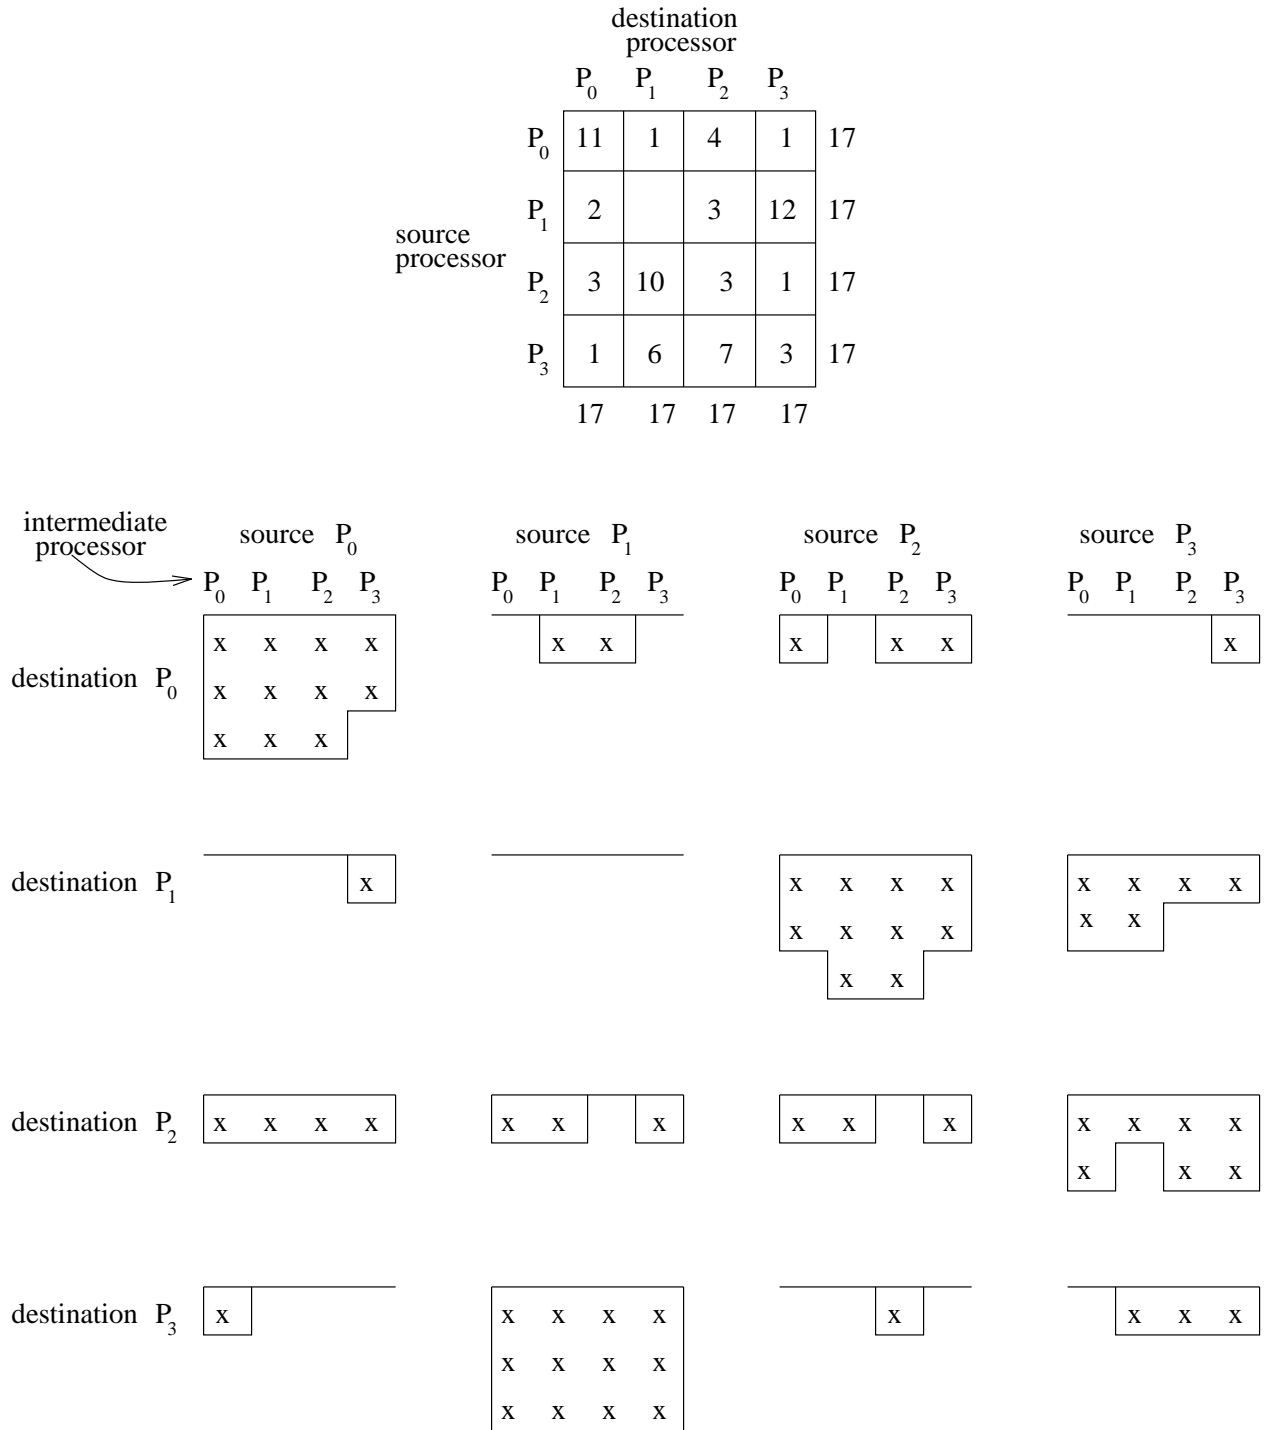 destination
processor
P0 P1 P2 P3
P0 11 1 4 1 17
P1 2 3 12 17
source
processor
P2 3 10 3 1 17
P3 1 6 7 3 17
17 17 17 17
intermediate
processor
source P0 source P1 source P2 source P3
P0 P1 P2 P3 P0 P1 P2 P3 P0 P1 P2 P3 P0 P1 P2 P3
x x x x x x x x x x
destination P0
x x x x
x x x
destination P1 x x x x x x x x x
x x x x x x
x x
destination P2 x x x x x x x x x x x x x x
x x x
destination P3 x x x x x x x x x
x x x x
x x x x